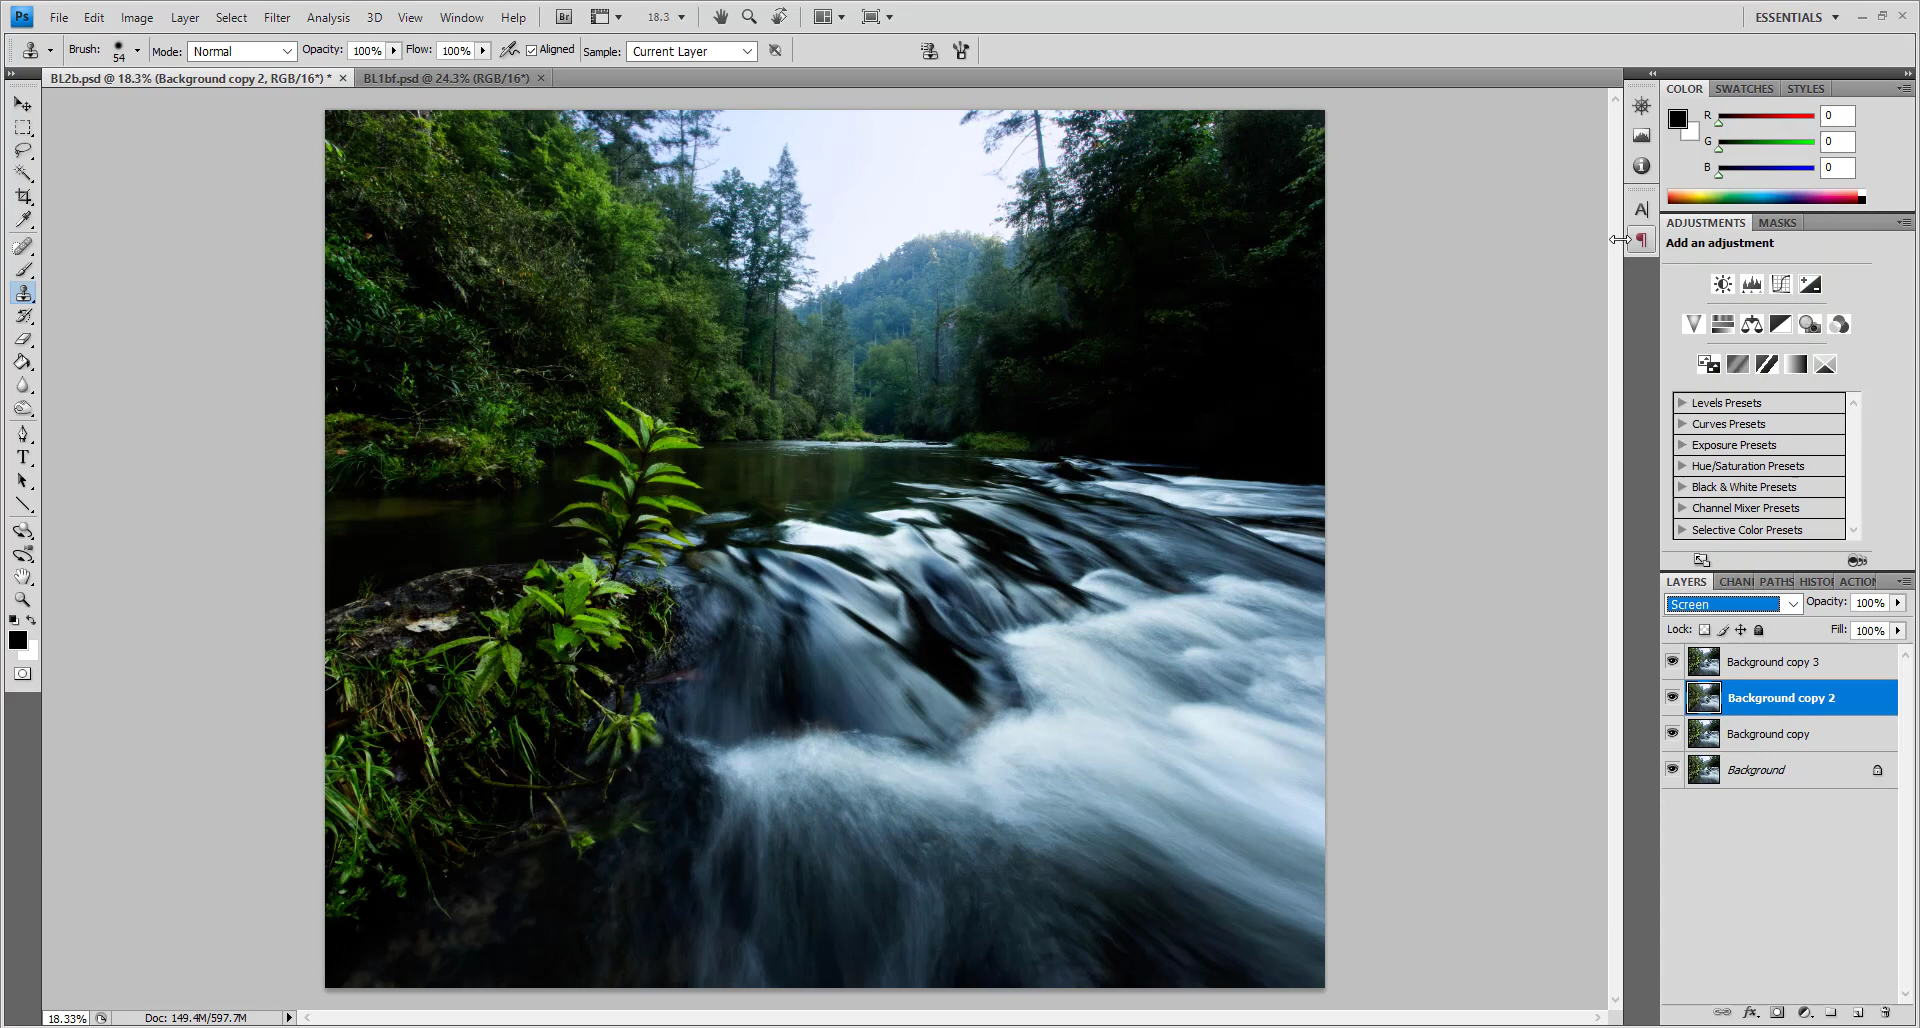 Ps File Edit Image Layer Select Filter Analysis 3D View Window Help Br 18.3 ESSENTIALS
Brush: 54 Mode: Normal Opacity: 100% Flow: 100% Aligned Sample: Current Layer
BL2b.psd @ 18.3% (Background copy 2, RGB/16*) * × BL1bf.psd @ 24.3% (RGB/16*) ×
COLOR SWATCHES STYLES
R 0
G 0
B 0
A
¶
ADJUSTMENTS MASKS
Add an adjustment
Levels Presets
Curves Presets
Exposure Presets
Hue/Saturation Presets
Black & White Presets
Channel Mixer Presets
Selective Color Presets
T
LAYERS CHANI PATHS HISTOI ACTION
Screen Opacity: 100%
Lock: Fill: 100%
Background copy 3
Background copy 2
Background copy
Background
fx
18.33% Doc: 149.4M/597.7M